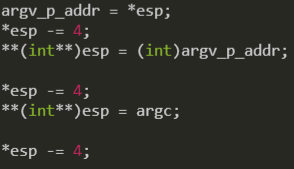 argv_p_addr = *esp;
*esp -= 4;
**(int**)esp = (int)argv_p_addr;

*esp -= 4;
**(int**)esp = argc;

*esp -= 4;